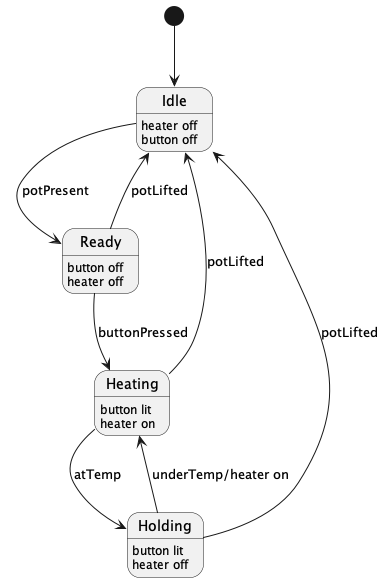 Idle
heater off
button off
potPresent
potLifted
Ready
button off
heater off
potLifted
buttonPressed
potLifted
Heating
button lit
heater on
atTemp
underTemp/heater on
Holding
button lit
heater off